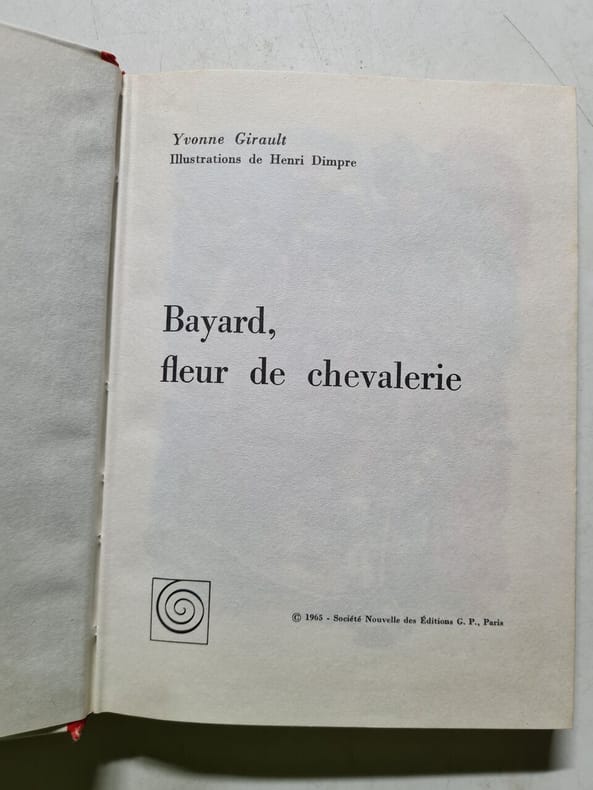 Yvonne Girault
Illustrations de Henri Dimpre
Bayard,
fleur de chevalerie
© 1965 - Société Nouvelle des Éditions G. P., Paris